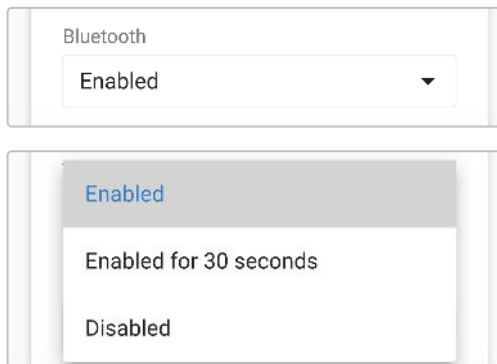 Bluetooth
Enabled
Enabled
Enabled for 30 seconds
Disabled